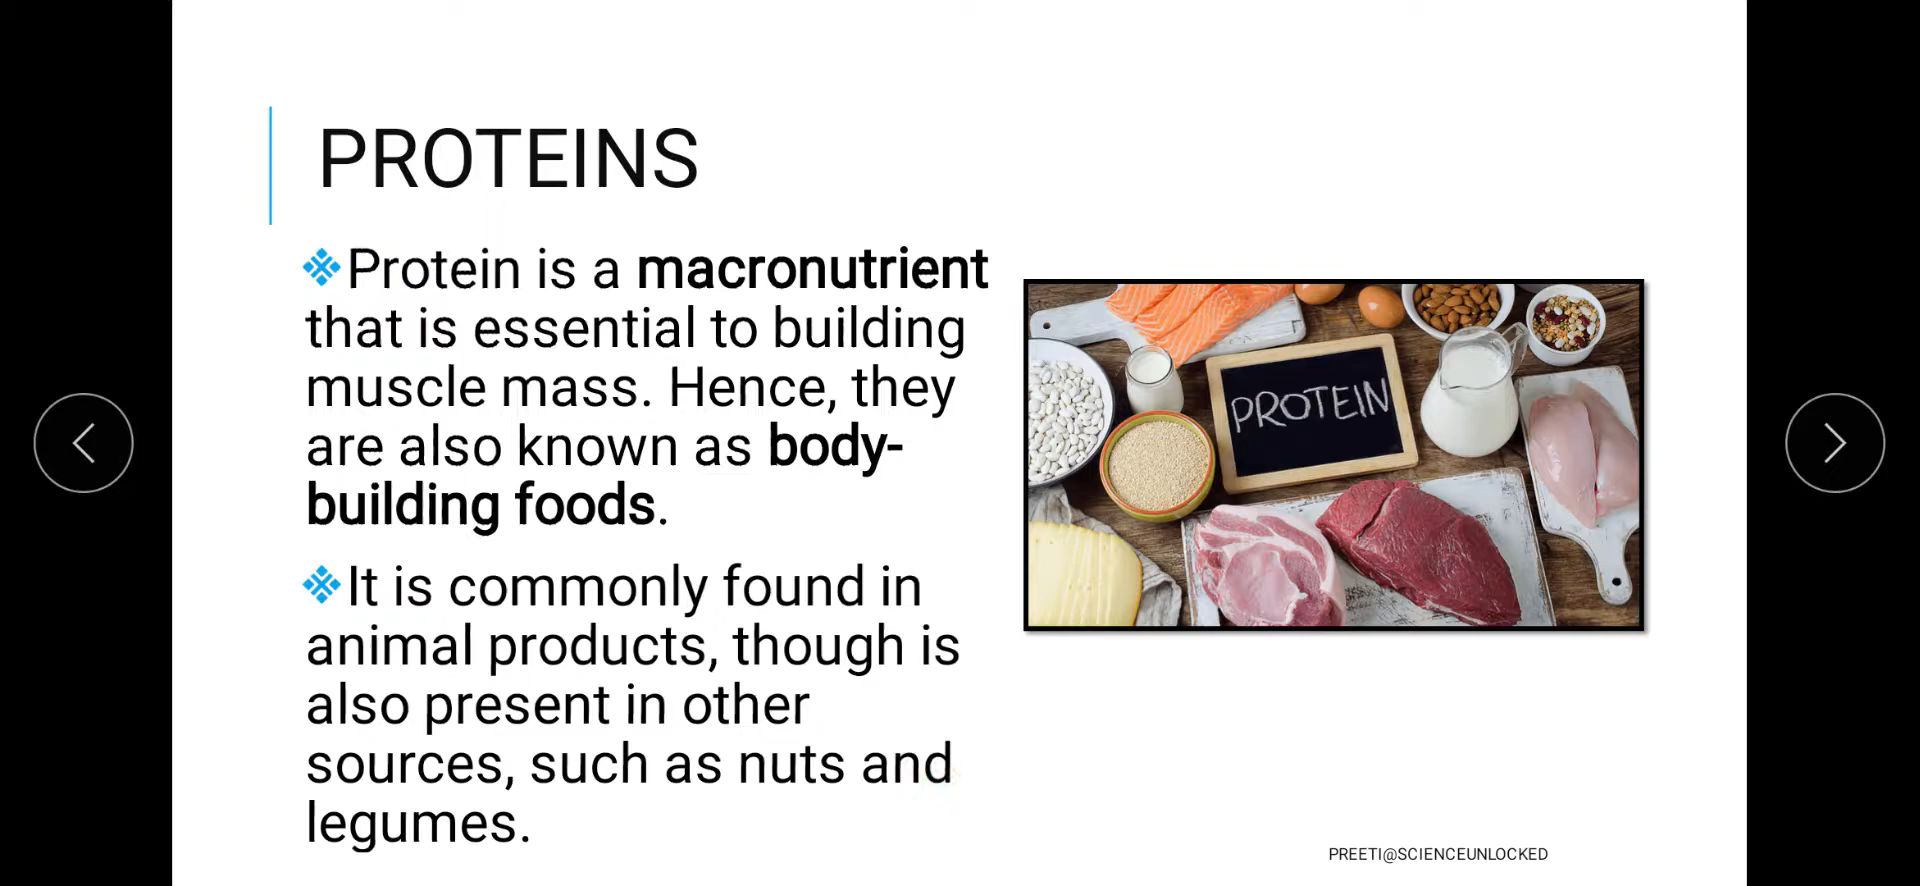 PROTEINS
Protein is a macronutrient
that is essential to building
muscle mass. Hence, they
are also known as body-
building foods.
It is commonly found in
animal products, though is
also present in other
sources, such as nuts and
legumes.
PROTEIN
PREETI@SCIENCEUNLOCKED